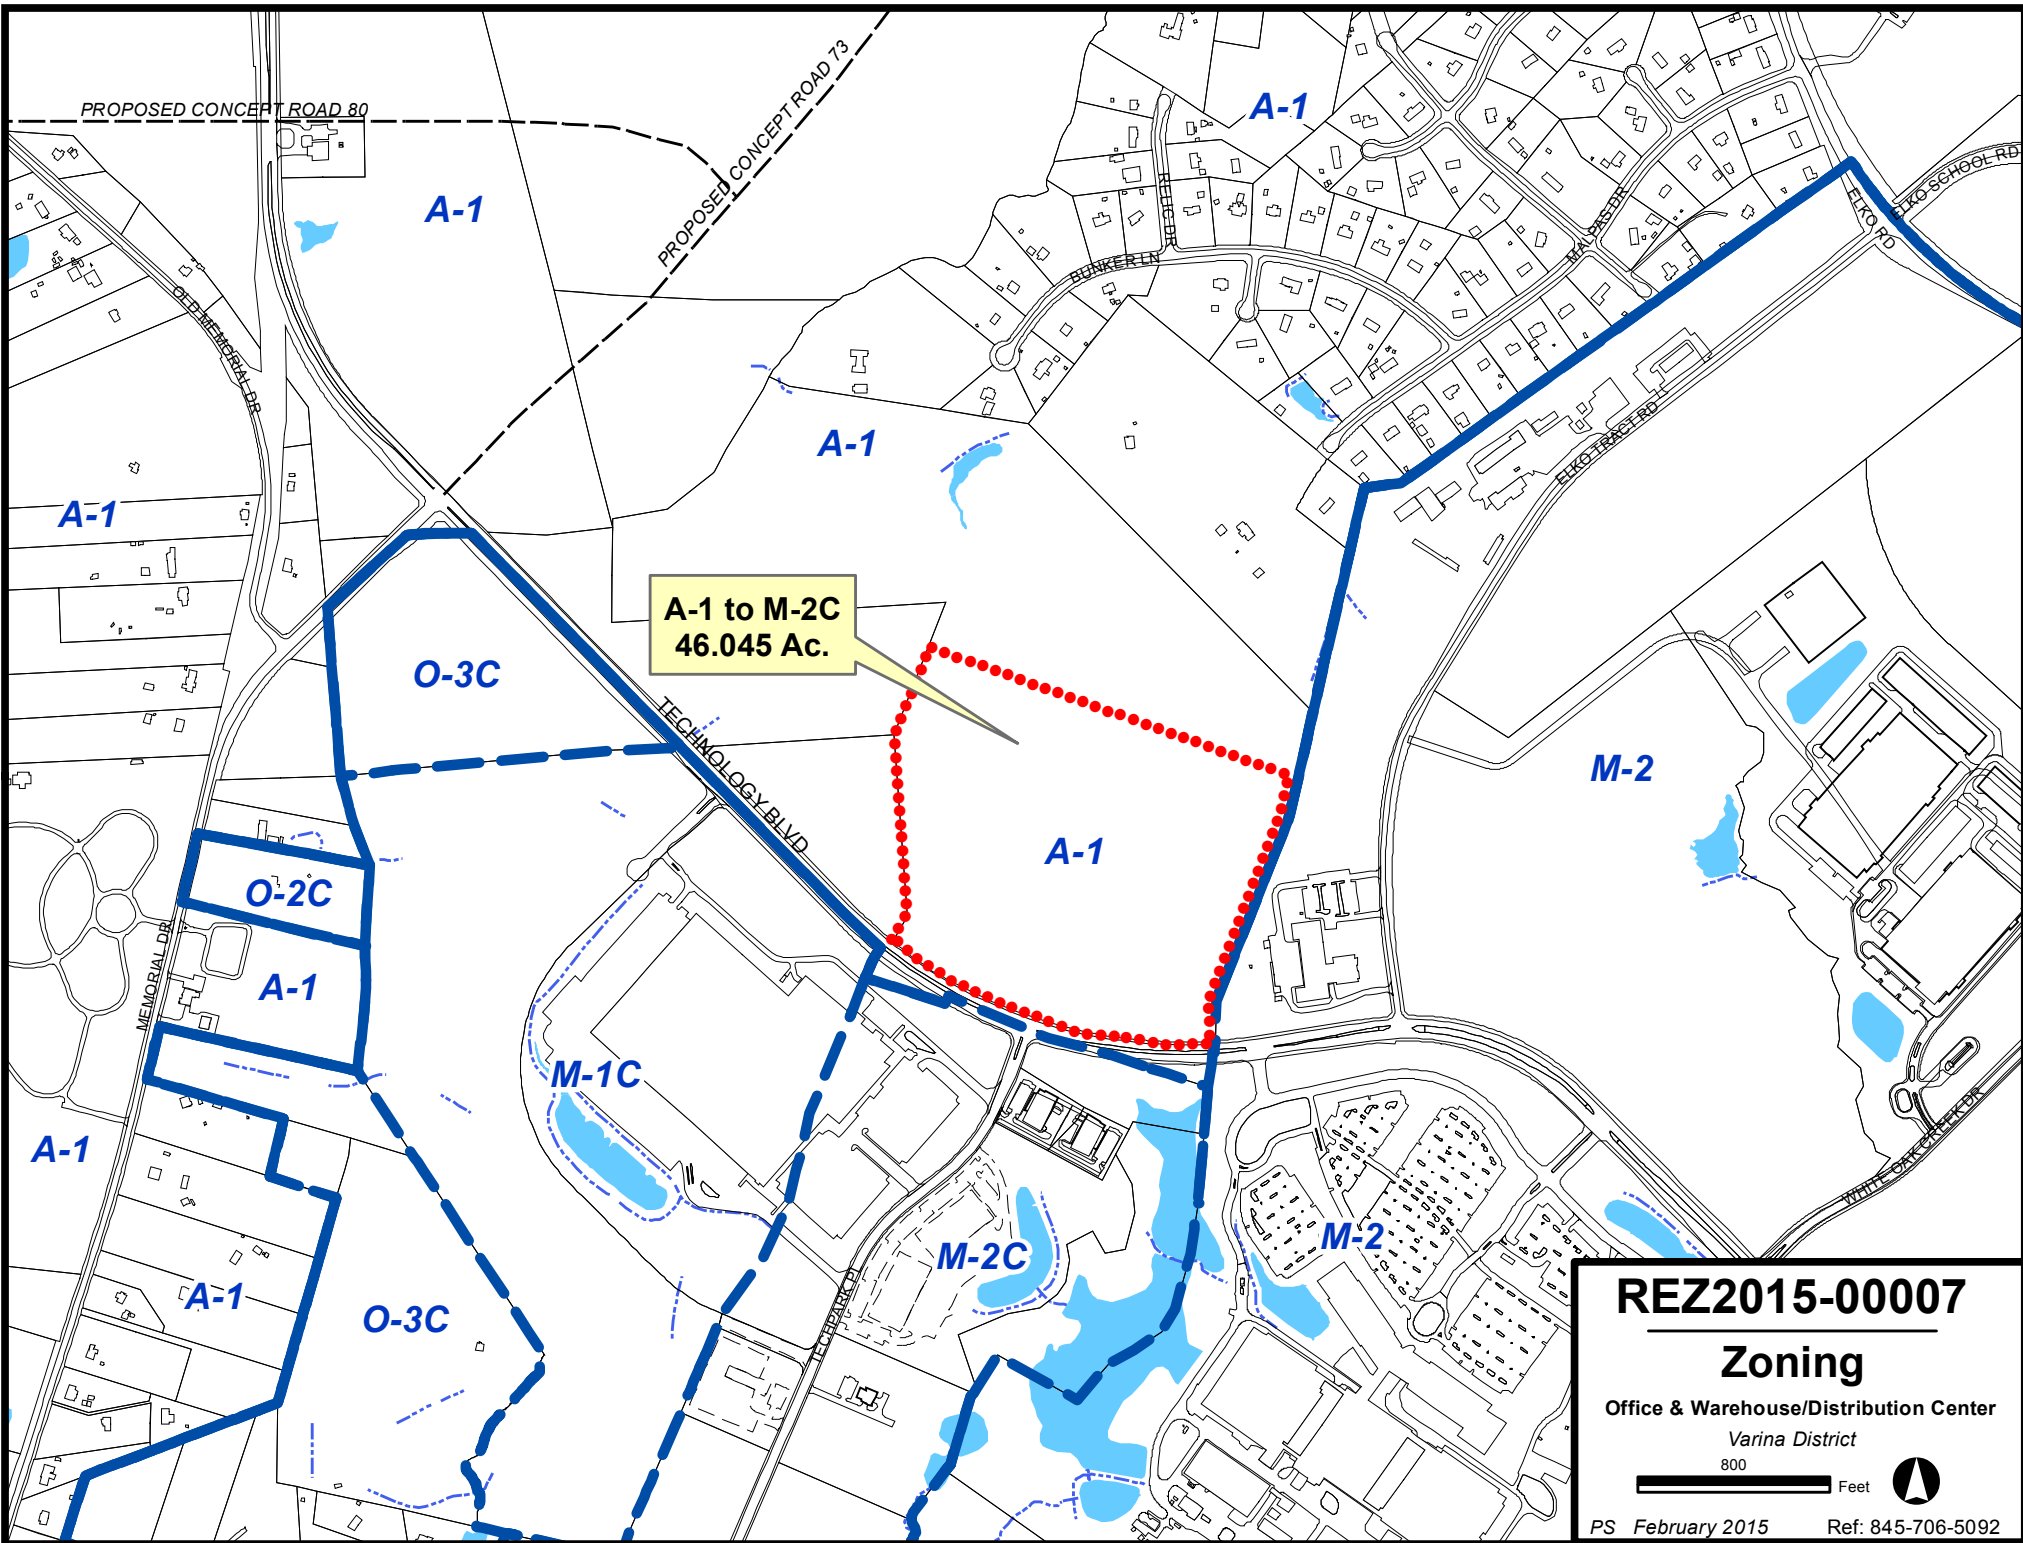 PROPOSED CONCEPT ROAD 80
PROPOSED CONCEPT ROAD 73
A-1
A-1
RELIC DR
BUNKER LN
MALPAS DR
ELKO RD
ELKO SCHOOL RD
OLD MEMORIAL DR
A-1
A-1
ELKO TRACT RD
A-1 to M-2C
46.045 Ac.
O-3C
TECHNOLOGY BLVD
M-2
A-1
O-2C
MEMORIAL DR
A-1
M-1C
A-1
WHITE OAK CREEK DR
M-2C
M-2
A-1
O-3C
TECHPARK PL
REZ2015-00007
Zoning
Office & Warehouse/Distribution Center
Varina District
800
Feet
PS February 2015
Ref: 845-706-5092